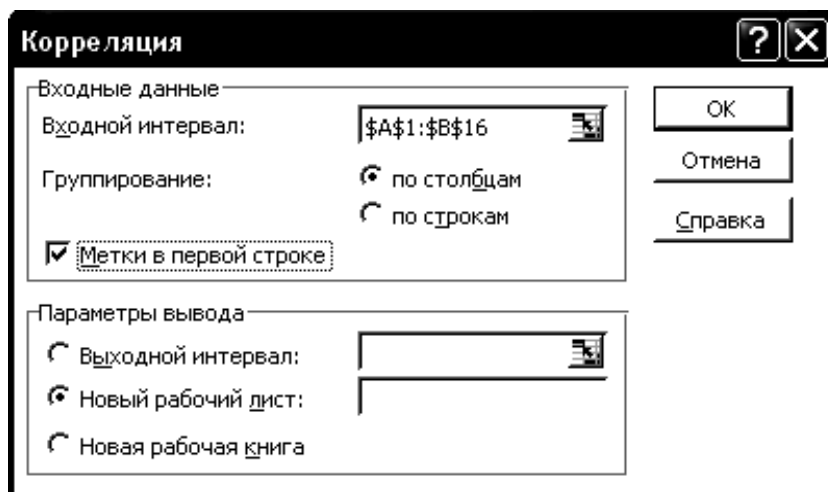 Корреляция
Входные данные
Входной интервал: $A$1:$B$16
Группирование: по столбцам
по строкам
Метки в первой строке
Параметры вывода
Выходной интервал:
Новый рабочий лист:
Новая рабочая книга
OK
Отмена
Справка